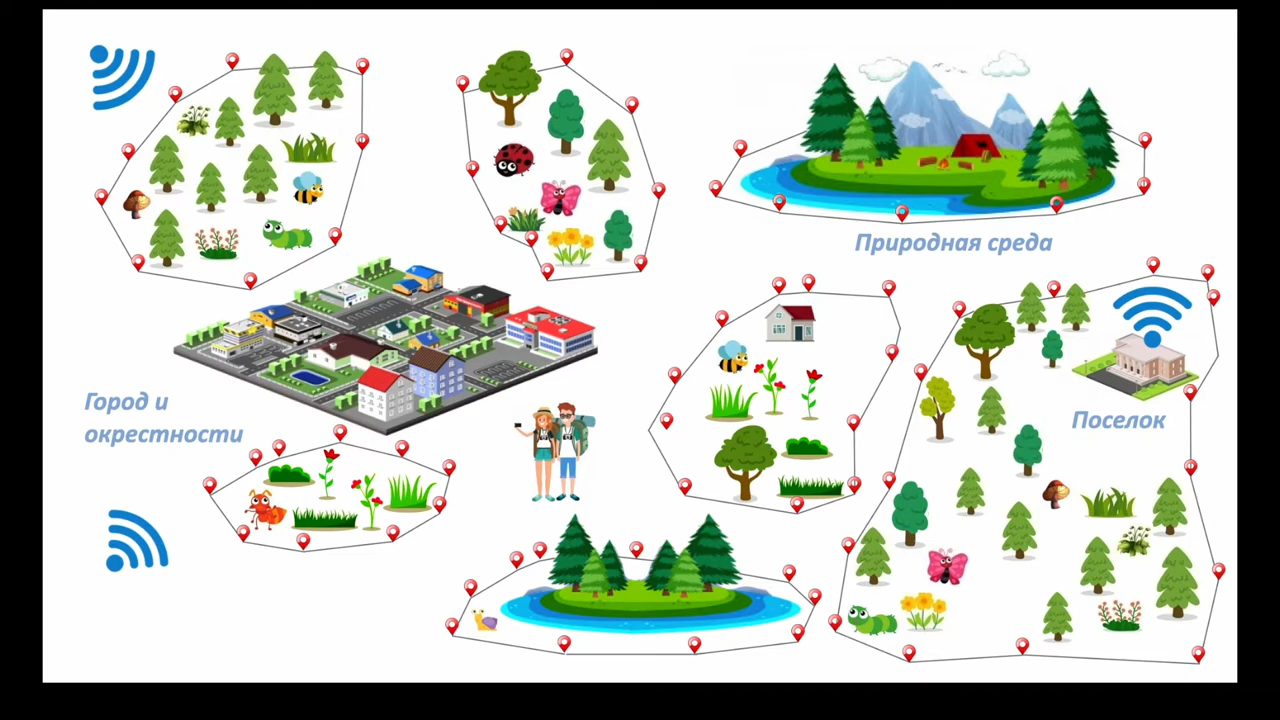 Природная среда
Город и
окрестности
Поселок